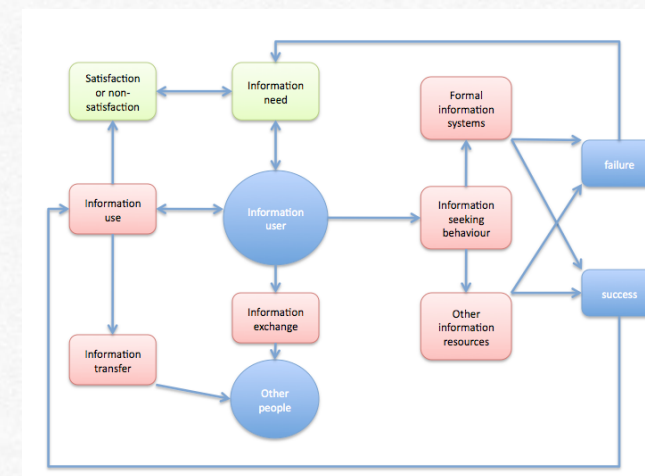 Satisfaction
or non-
satisfaction
Information
need
Formal
information
systems
failure
Information
use
Information
user
Information
seeking
behaviour
success
Information
exchange
Other
information
resources
Information
transfer
Other
people